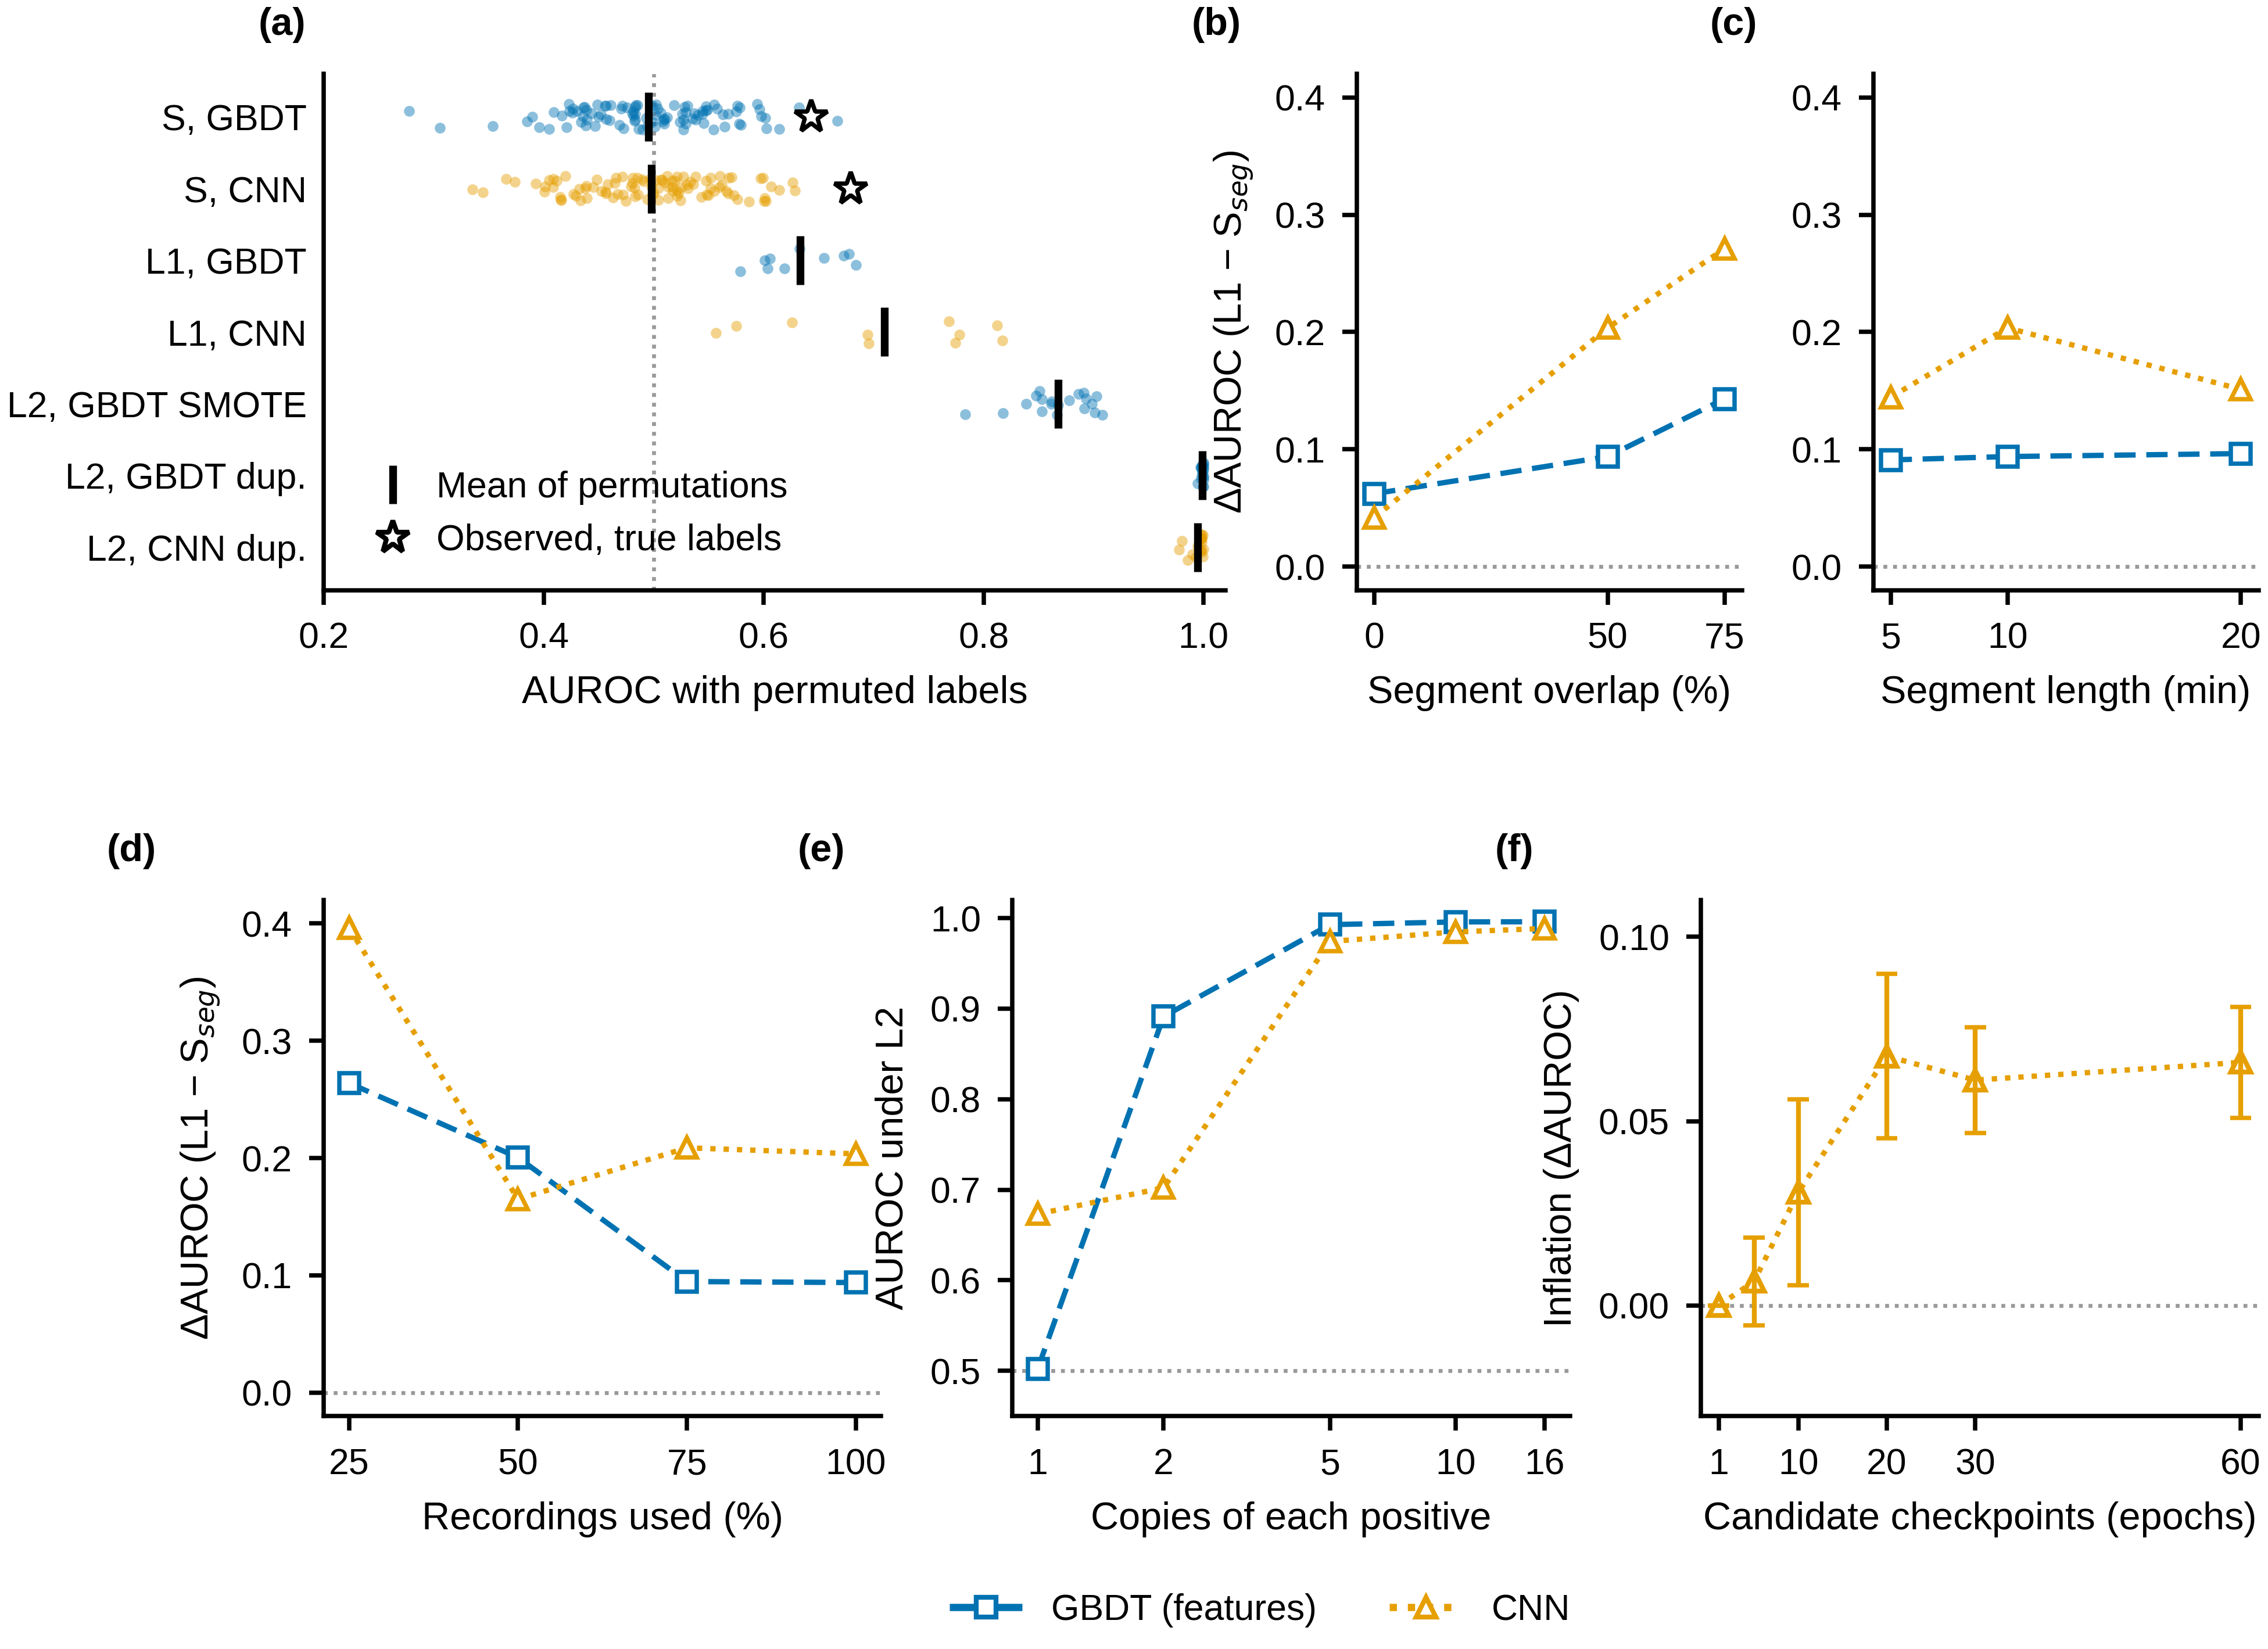 (a)
S, GBDT
S, CNN
L1, GBDT
L1, CNN
L2, GBDT SMOTE
L2, GBDT dup.
L2, CNN dup.
Mean of permutations
Observed, true labels
0.2 0.4 0.6 0.8 1.0
AUROC with permuted labels
(b)
ΔAUROC (L1 − Sseg)
0.4
0.3
0.2
0.1
0.0
0 50 75
Segment overlap (%)
(c)
0.4
0.3
0.2
0.1
0.0
5 10 20
Segment length (min)
(d)
ΔAUROC (L1 − Sseg)
0.4
0.3
0.2
0.1
0.0
25 50 75 100
Recordings used (%)
(e)
AUROC under L2
1.0
0.9
0.8
0.7
0.6
0.5
1 2 5 10 16
Copies of each positive
(f)
Inflation (ΔAUROC)
0.10
0.05
0.00
1 10 20 30 60
Candidate checkpoints (epochs)
GBDT (features) CNN